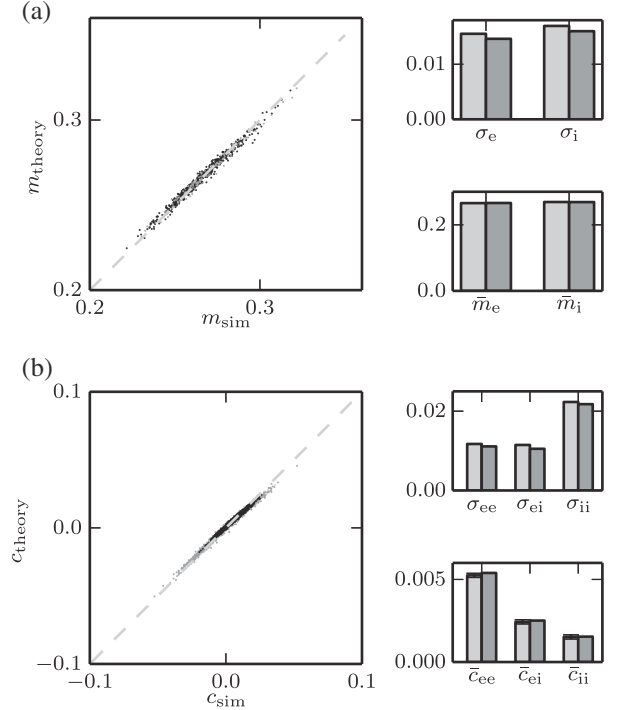 (a)
m_theory
0.3
0.2
0.2
0.3
m_sim
0.01
0.00
σ_e
σ_i
0.2
0.0
m̄_e
m̄_i
(b)
c_theory
0.1
0.0
−0.1
−0.1
0.0
0.1
c_sim
0.02
0.00
σ_ee
σ_ei
σ_ii
0.005
0.000
c̄_ee
c̄_ei
c̄_ii